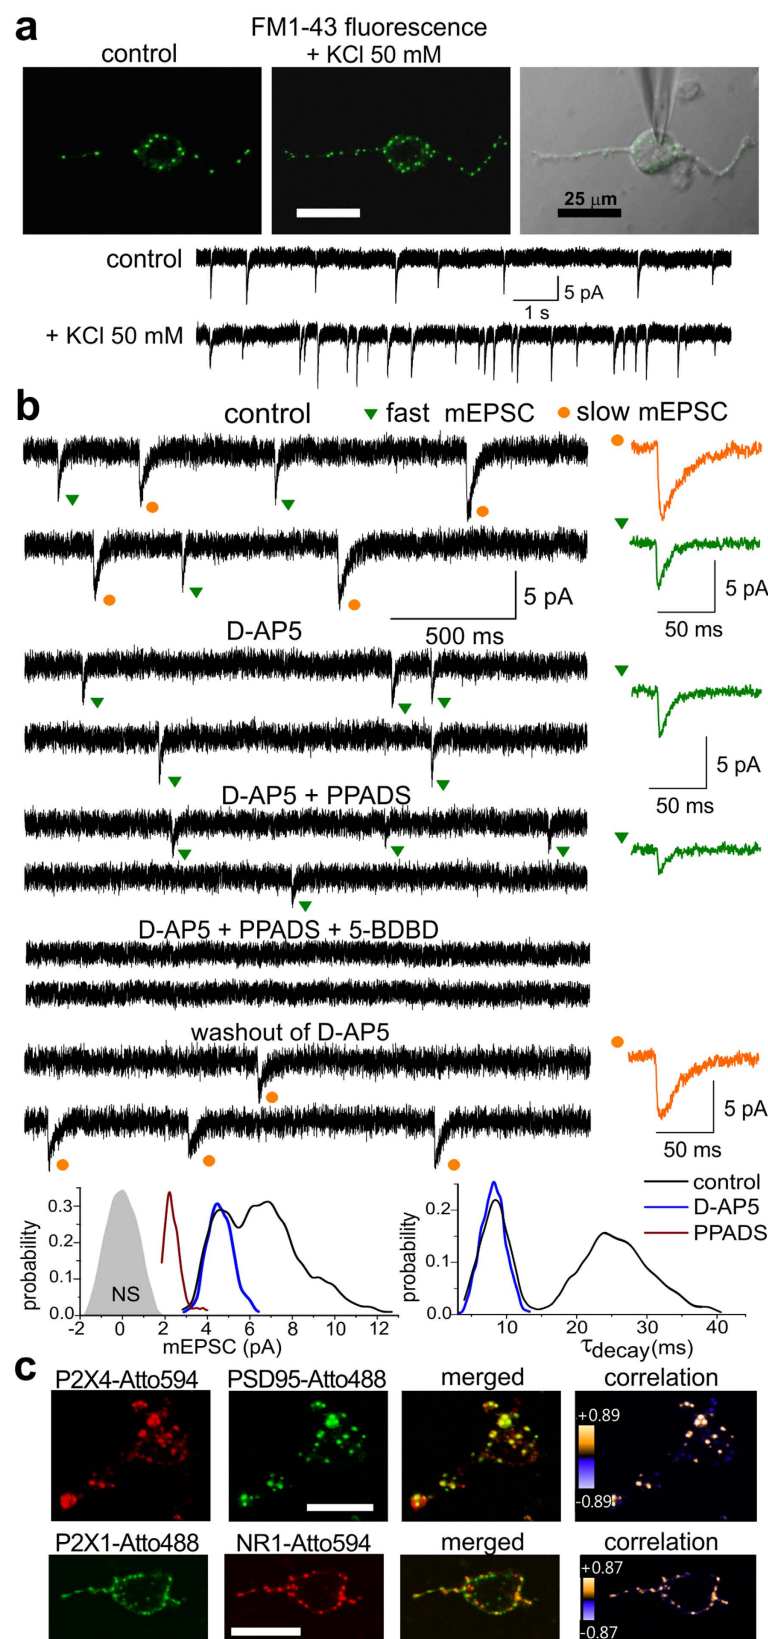 a
FM1-43 fluorescence
control + KCl 50 mM
25 μm
control
5 pA
1 s
+ KCl 50 mM
b
control fast mEPSC slow mEPSC
5 pA
500 ms
5 pA
50 ms
D-AP5
5 pA
50 ms
D-AP5 + PPADS
D-AP5 + PPADS + 5-BDBD
washout of D-AP5
5 pA
50 ms
control
D-AP5
PPADS
probability
0.3
0.2
0.1
0.0
NS
-2 0 2 4 6 8 10 12
mEPSC (pA)
probability
0.2
0.1
0.0
10 20 30 40
τdecay(ms)
c
P2X4-Atto594 PSD95-Atto488 merged correlation
+0.89
-0.89
P2X1-Atto488 NR1-Atto594 merged correlation
+0.87
-0.87